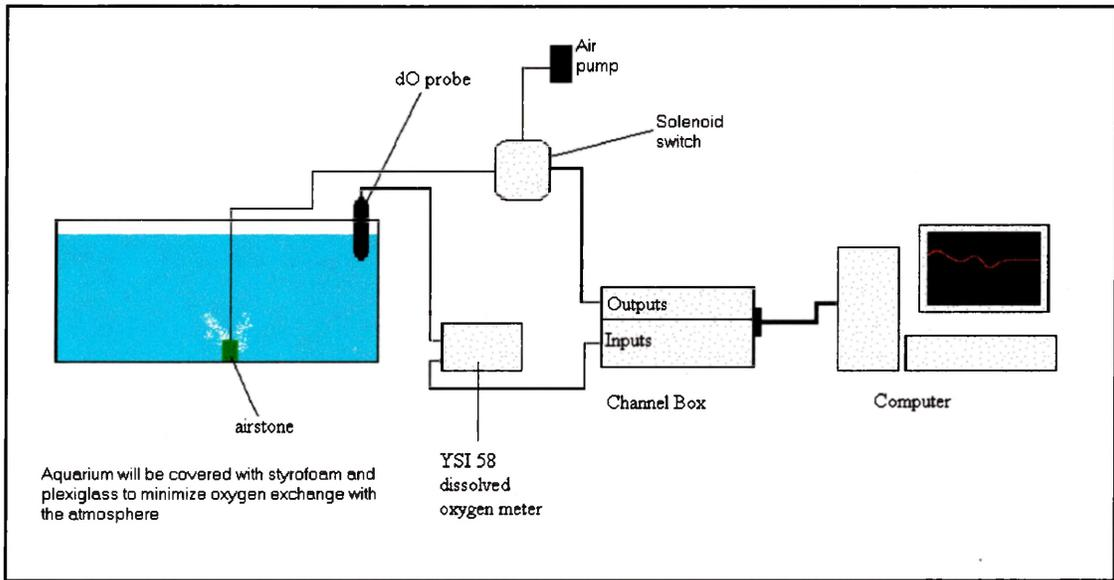 Air
pump
dO probe
Solenoid
switch
Outputs
Inputs
Channel Box
Computer
airstone
YSI 58
dissolved
oxygen meter
Aquarium will be covered with styrofoam and
plexiglass to minimize oxygen exchange with
the atmosphere